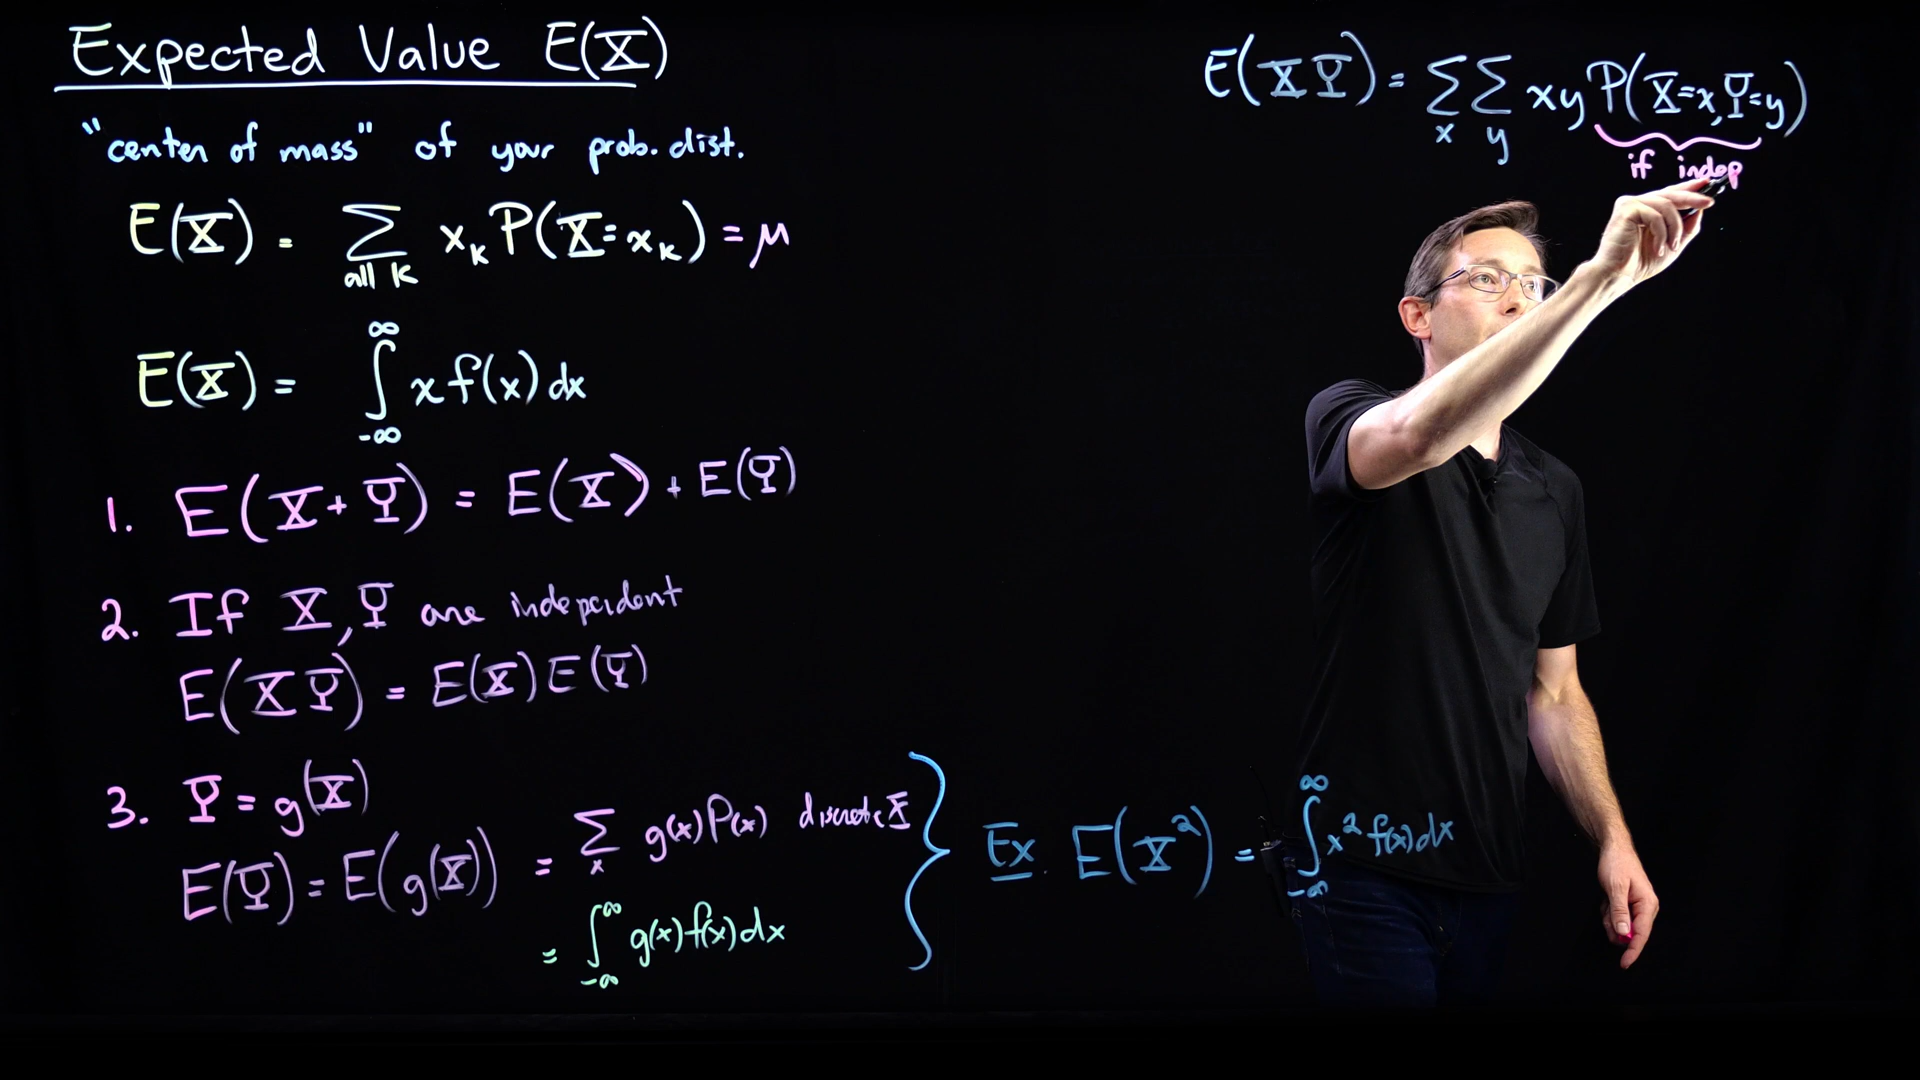 Expected Value E(X)
"center of mass" of your prob. dist.
E(X) = ∑ x_k P(X=x_k) = μ
all k
E(X) = ∫_{-∞}^{∞} x f(x) dx
1. E(X+Y) = E(X) + E(Y)
2. If X, Y are indepedent
E(XY) = E(X)E(Y)
3. Y = g(X)
E(Y) = E(g(X)) = ∑_x g(x)P(x) discrete X
= ∫_{-∞}^{∞} g(x)f(x)dx
Ex. E(X²) = ∫_{-∞}^{∞} x² f(x)dx
E(XY) = ∑_x ∑_y xy P(X=x, Y=y)
if indep